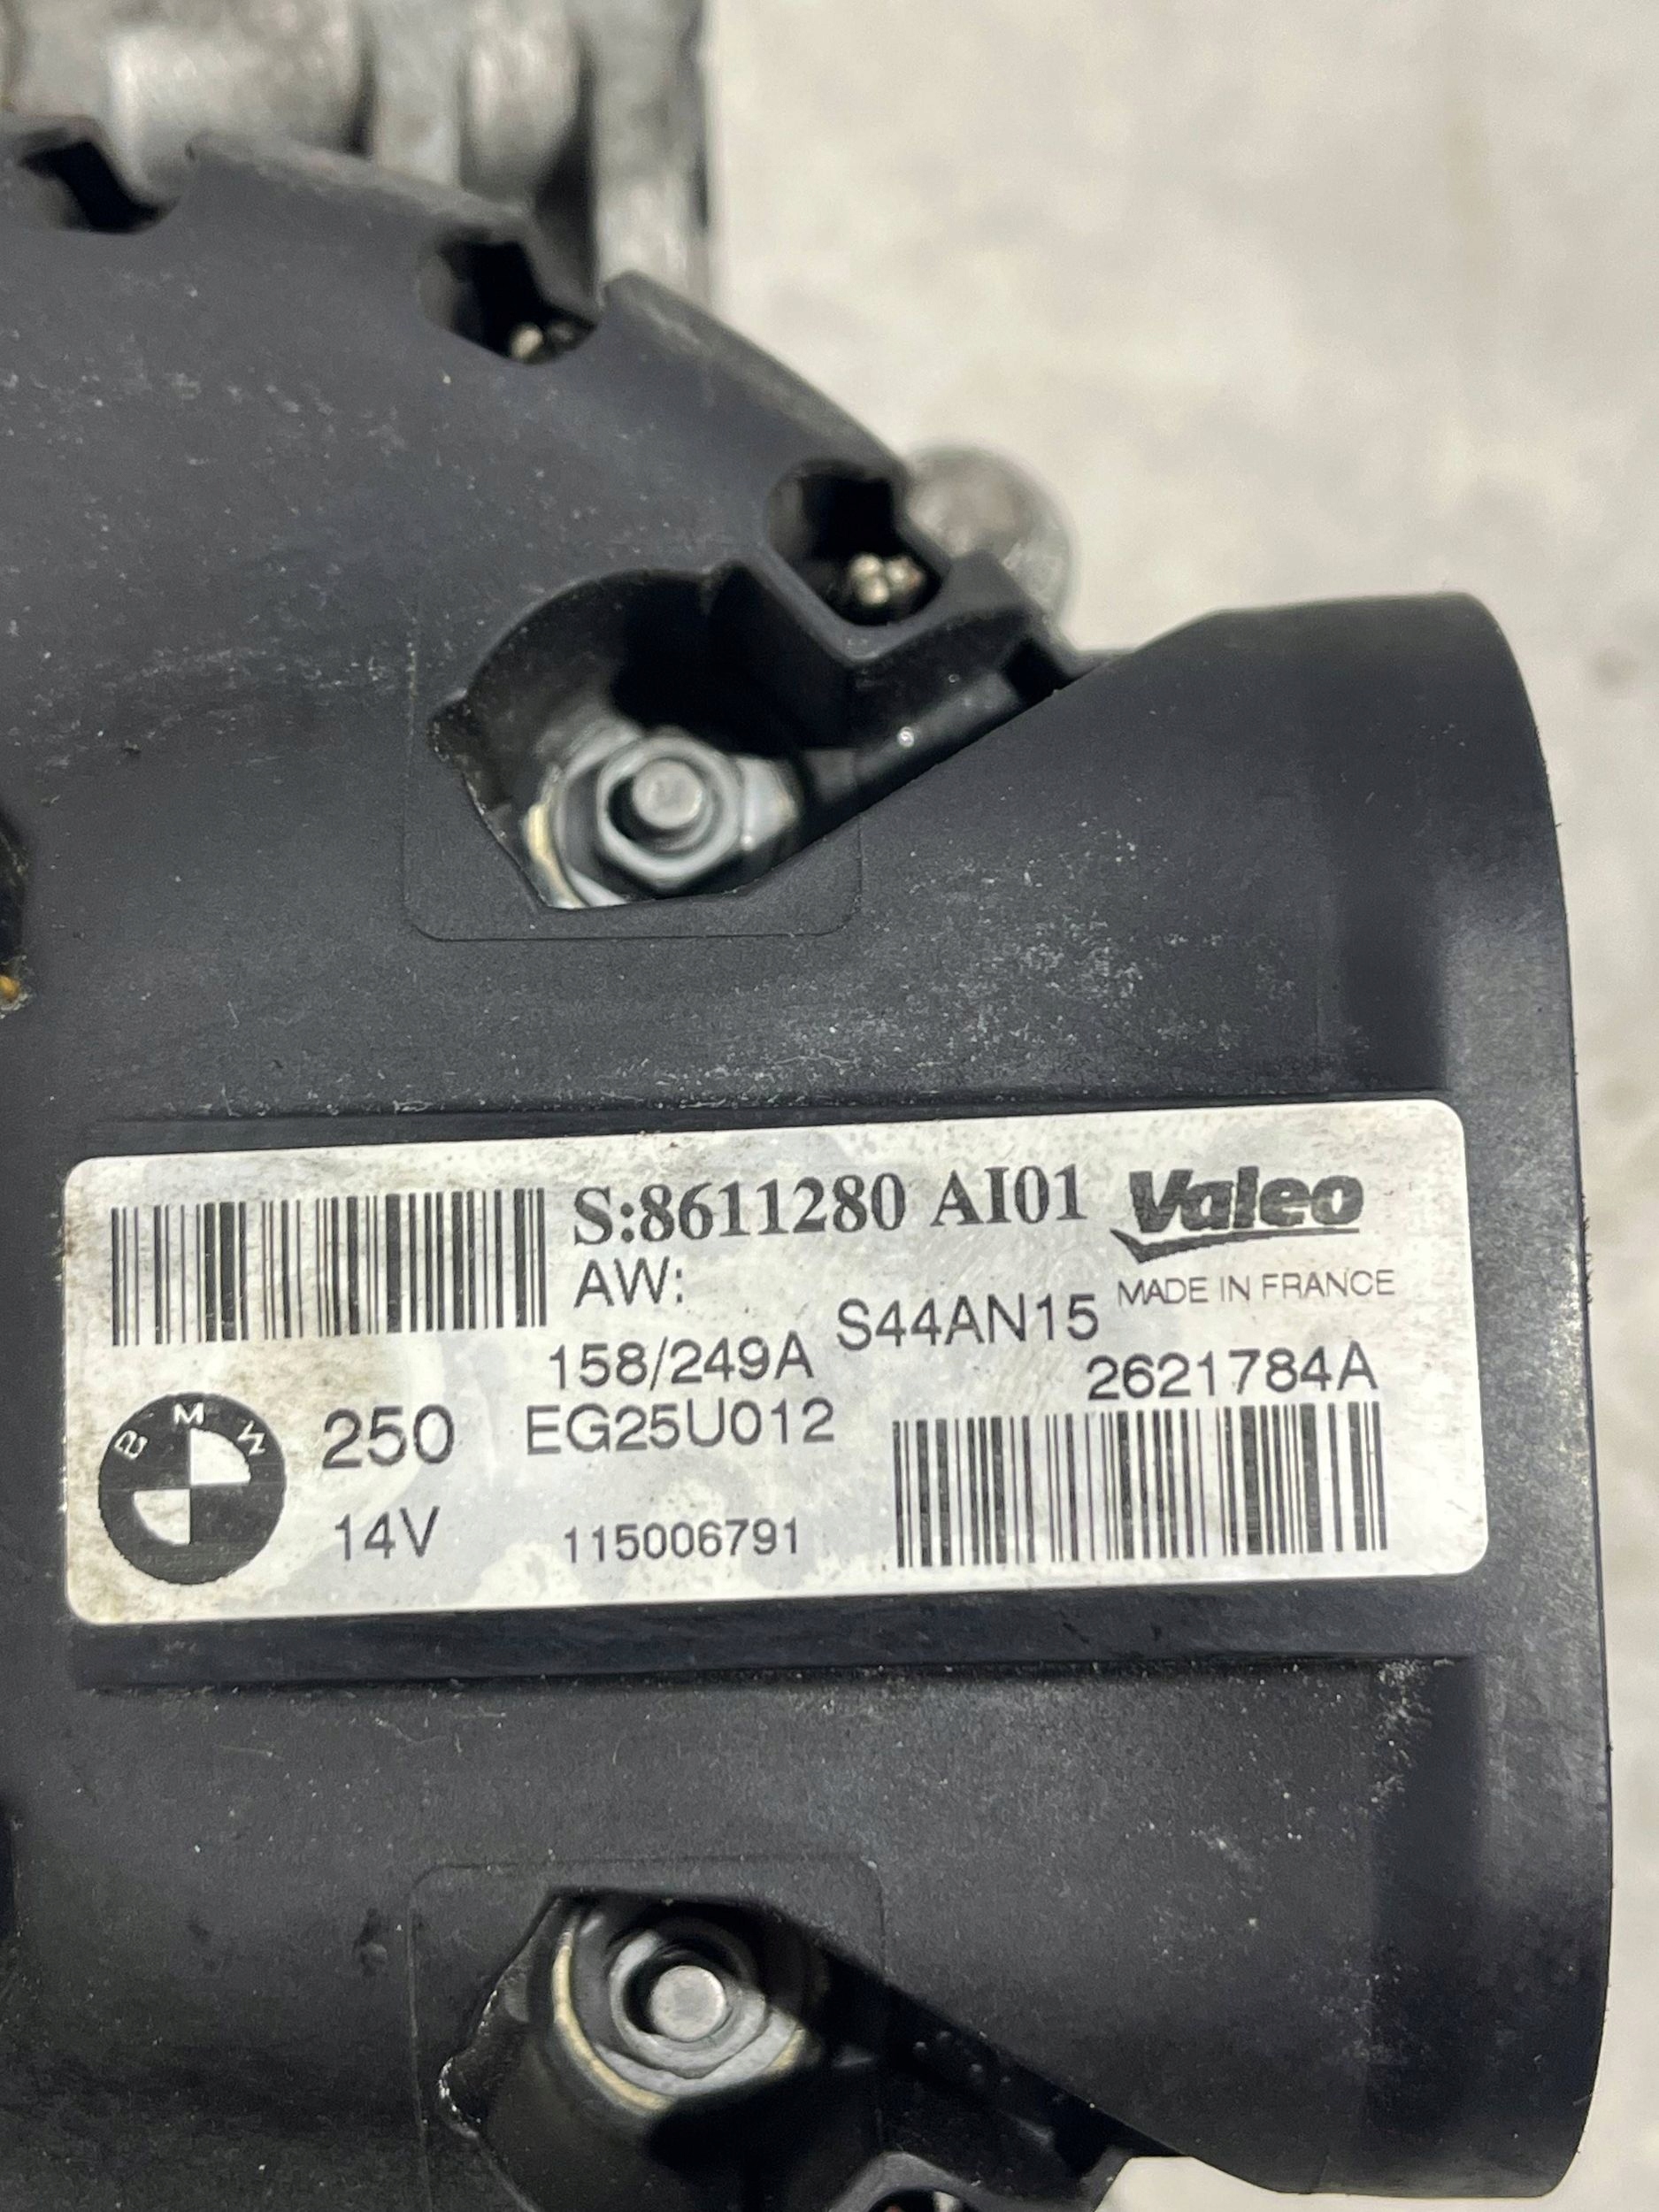 S:8611280 AI01
Valeo
AW:
MADE IN FRANCE
158/249A
S44AN15
2621784A
BMW
250
EG25U012
14V
115006791